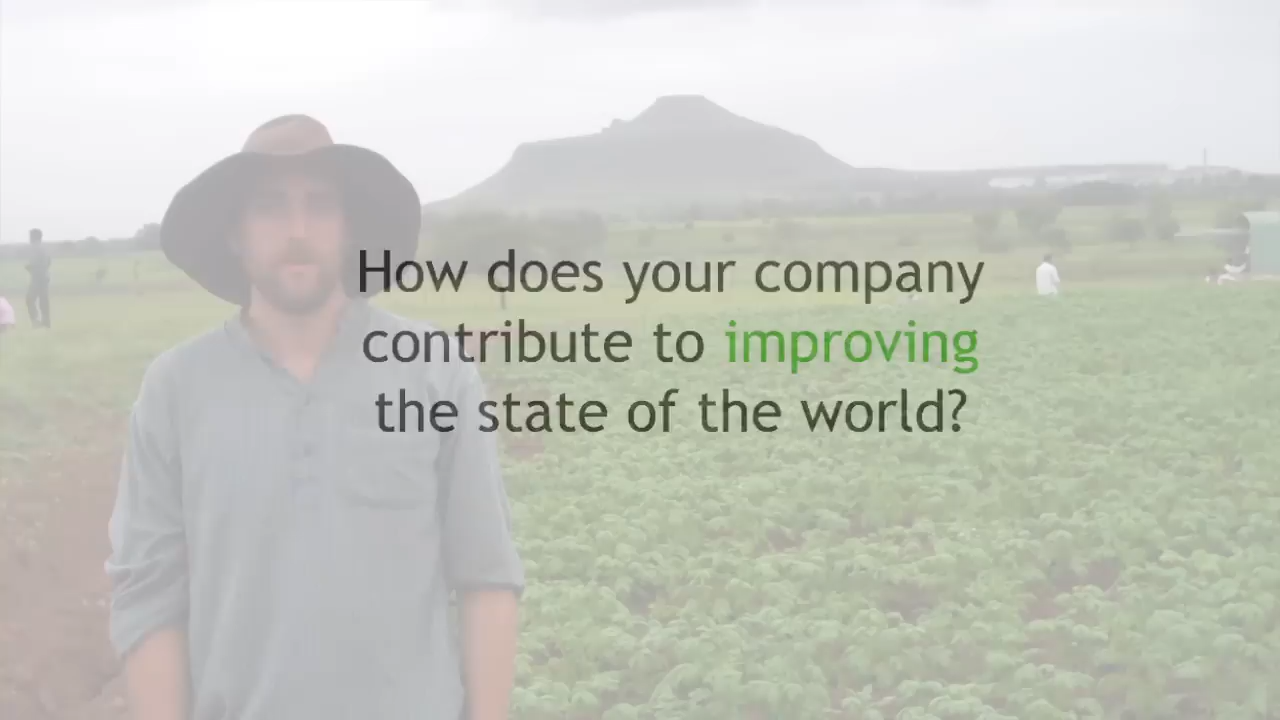 How does your company
contribute to improving
the state of the world?